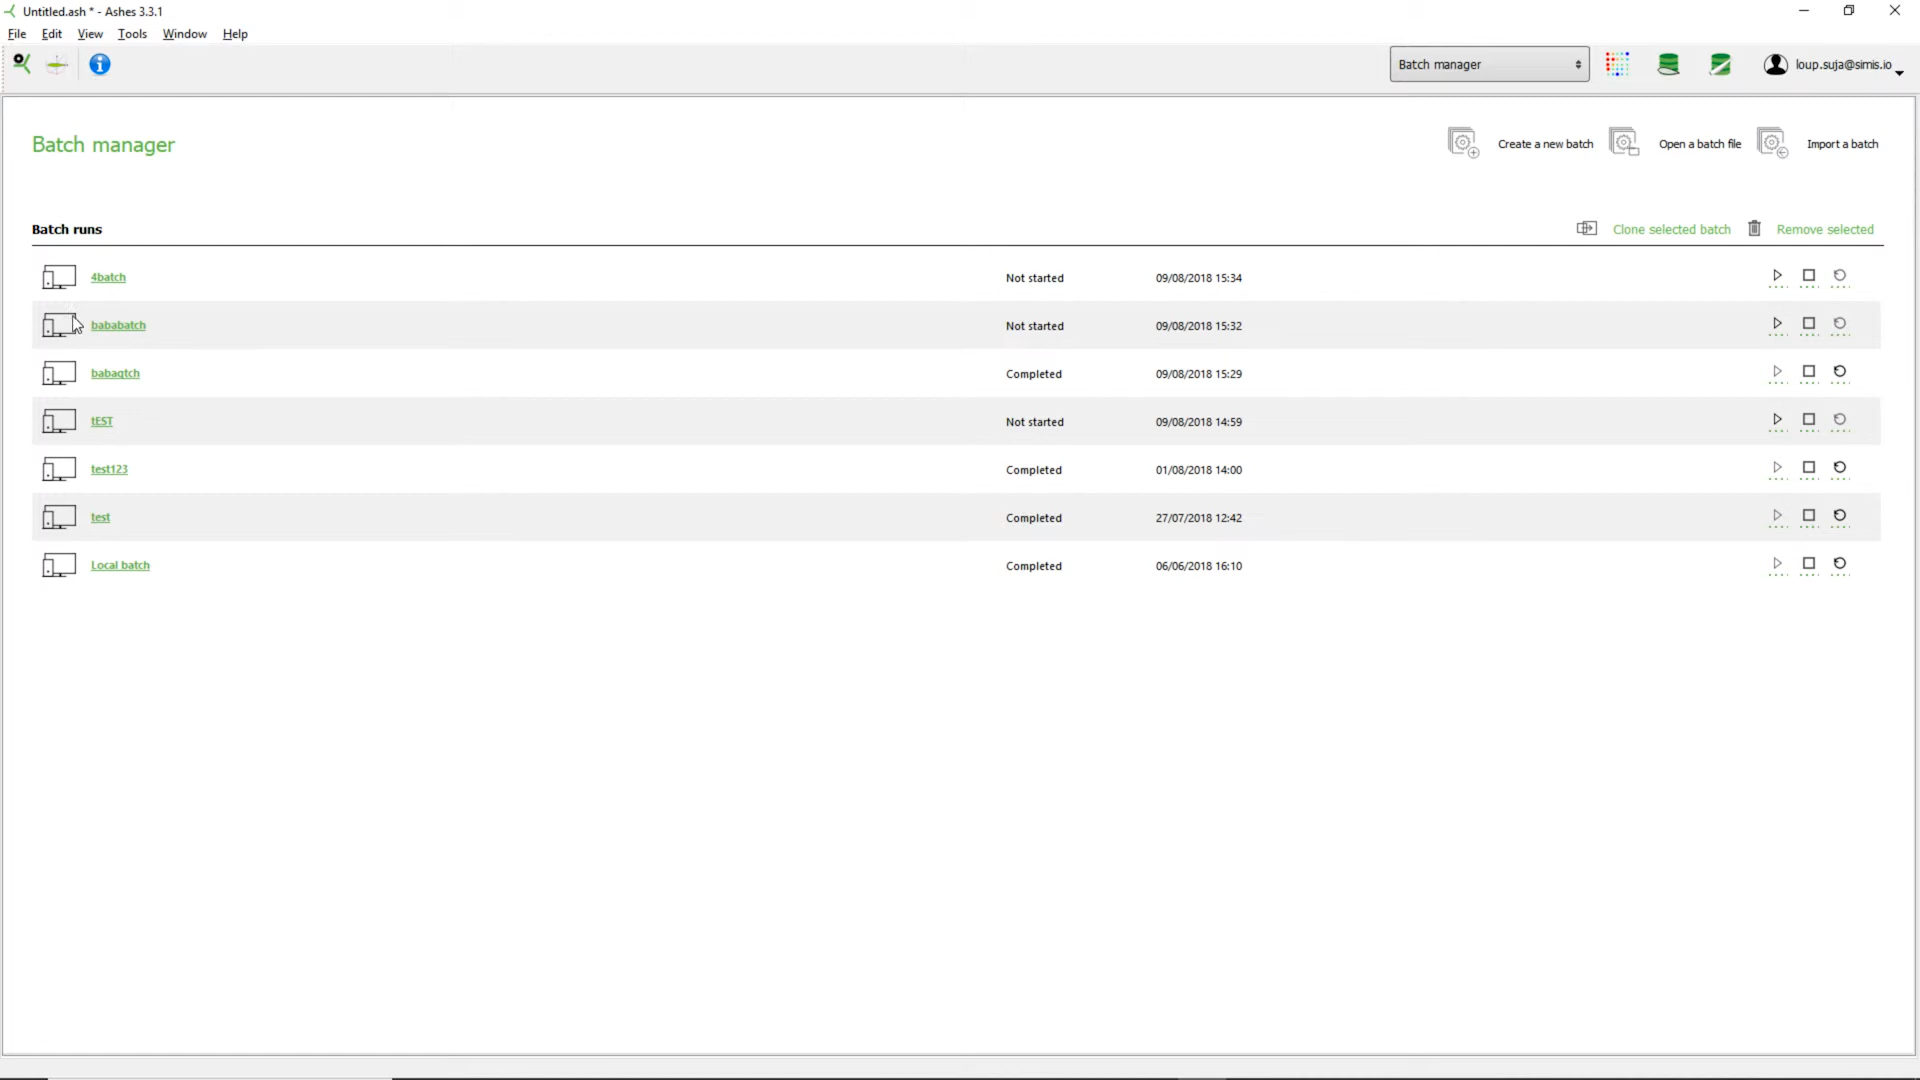 Untitled.ash * - Ashes 3.3.1
File Edit View Tools Window Help
Batch manager loup.suja@simis.io
Batch manager Create a new batch Open a batch file Import a batch
Batch runs Clone selected batch Remove selected
4batch Not started 09/08/2018 15:34
bababatch Not started 09/08/2018 15:32
babaqtch Completed 09/08/2018 15:29
tEST Not started 09/08/2018 14:59
test123 Completed 01/08/2018 14:00
test Completed 27/07/2018 12:42
Local batch Completed 06/06/2018 16:10